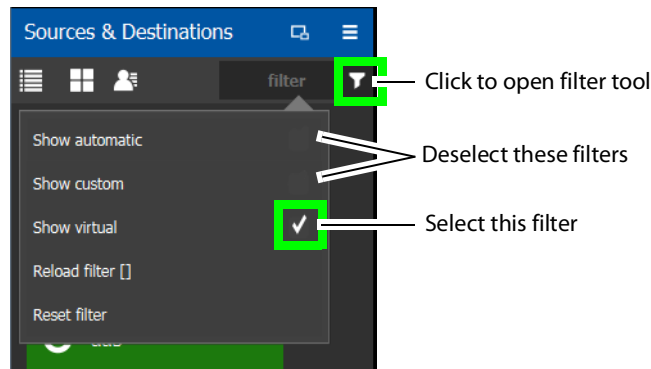 Sources & Destinations
filter
Click to open filter tool
Show automatic
Deselect these filters
Show custom
Show virtual
Select this filter
Reload filter []
Reset filter